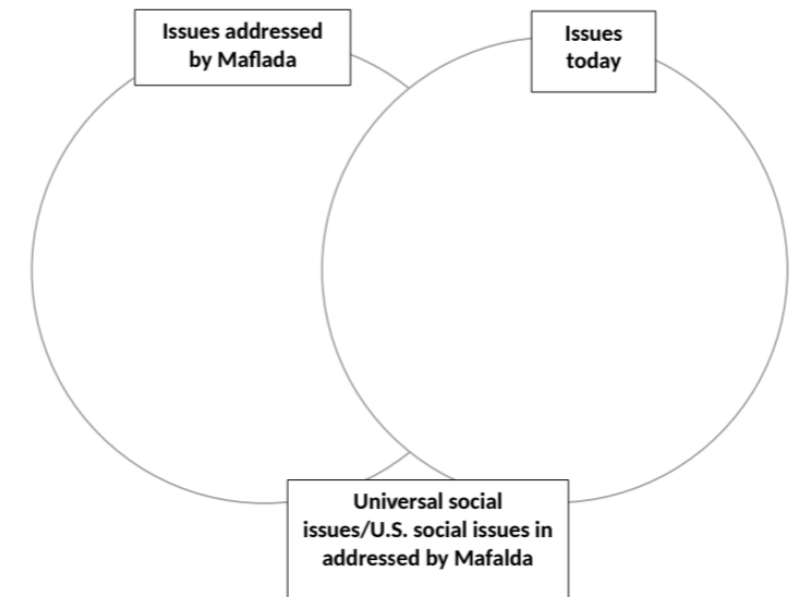 Issues addressed
by Maflada
Issues
today
Universal social
issues/U.S. social issues in
addressed by Mafalda